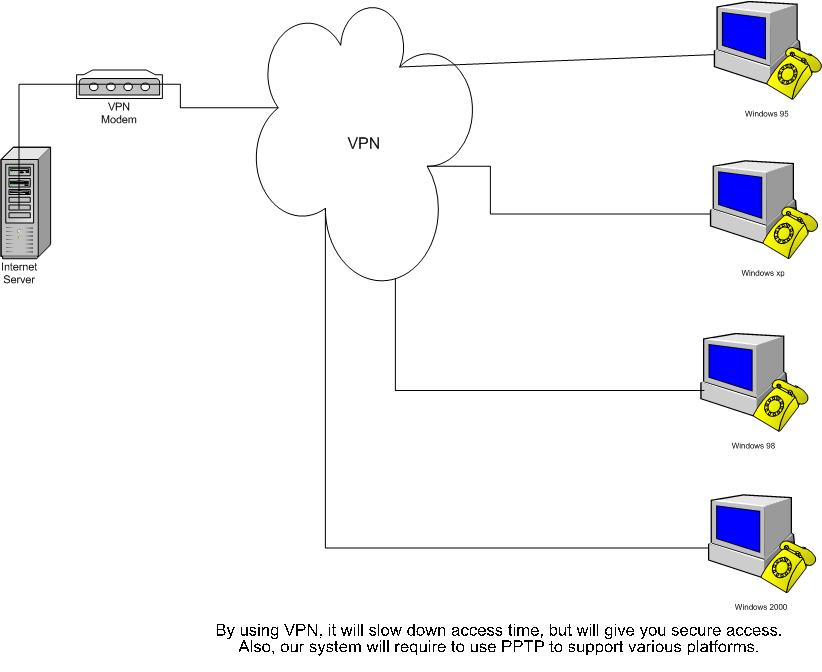 VPN
Modem
VPN
Internet
Server
Windows 95
Windows xp
Windows 98
Windows 2000
By using VPN, it will slow down access time, but will give you secure access.
Also, our system will require to use PPTP to support various platforms.